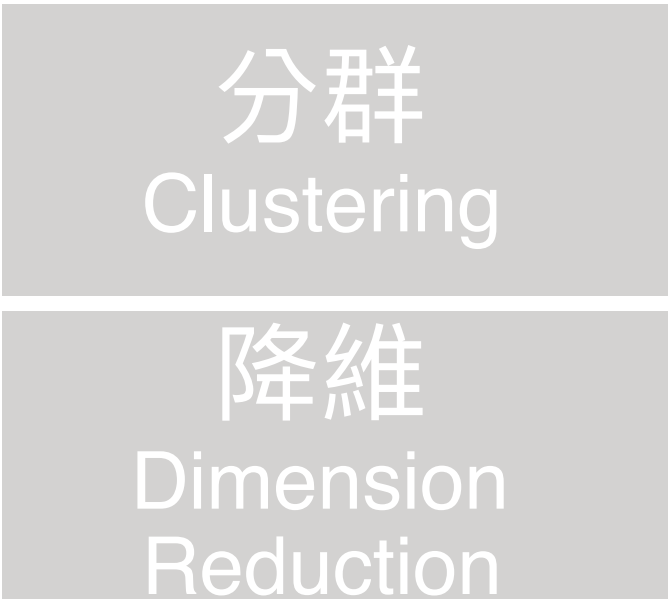 分群
Clustering
降維
Dimension
Reduction